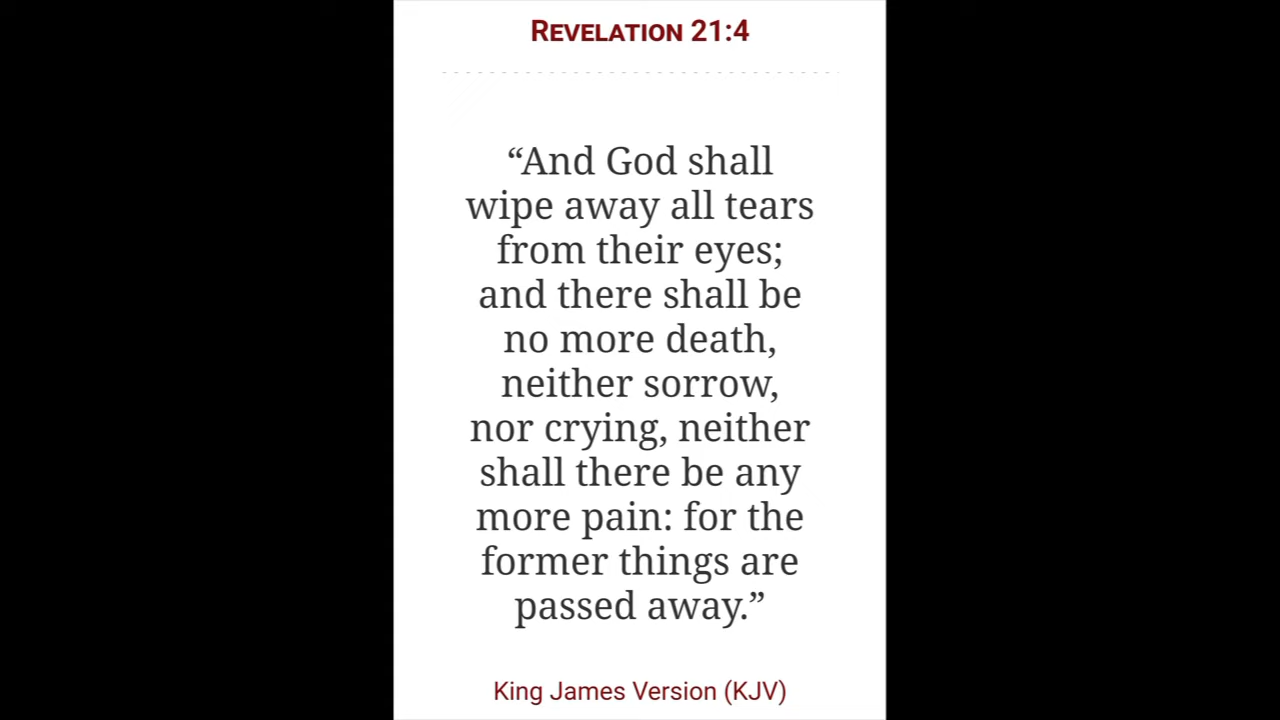 Revelation 21:4
“And God shall
wipe away all tears
from their eyes;
and there shall be
no more death,
neither sorrow,
nor crying, neither
shall there be any
more pain: for the
former things are
passed away.”
King James Version (KJV)